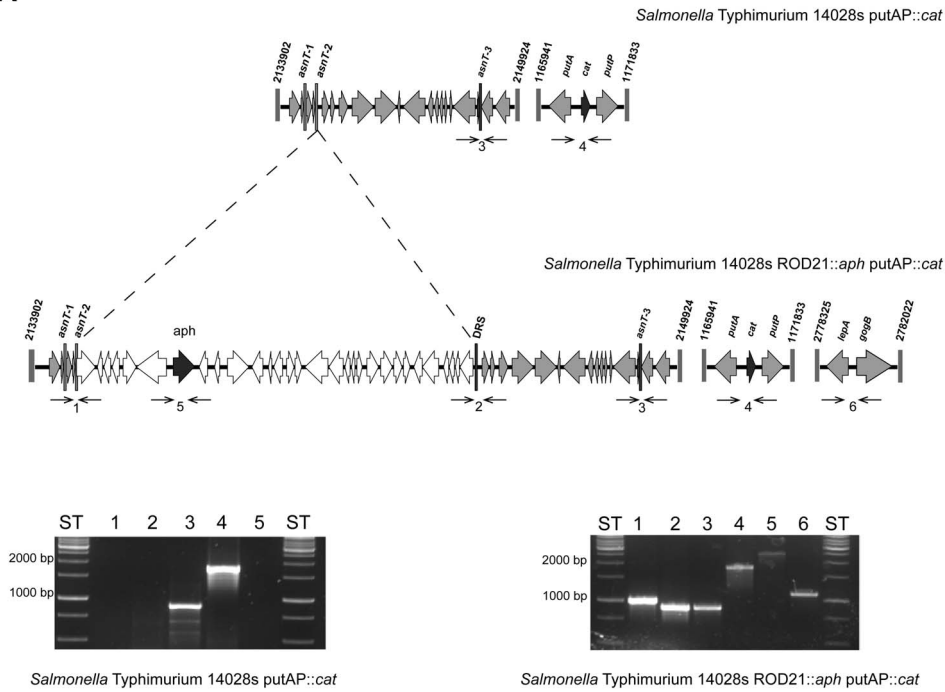 Salmonella Typhimurium 14028s putAP::cat
2133902
asnT-1
asnT-2
asnT-3
2149924
1165941
putA
cat
putP
1171833
3
4
Salmonella Typhimurium 14028s ROD21::aph putAP::cat
2133902
asnT-1
asnT-2
aph
DRS
asnT-3
2149924
1165941
putA
cat
putP
1171833
2778325
lepA
gogB
2782022
1
5
2
3
4
6
ST 1 2 3 4 5 ST
2000 bp
1000 bp
Salmonella Typhimurium 14028s putAP::cat
ST 1 2 3 4 5 6 ST
2000 bp
1000 bp
Salmonella Typhimurium 14028s ROD21::aph putAP::cat